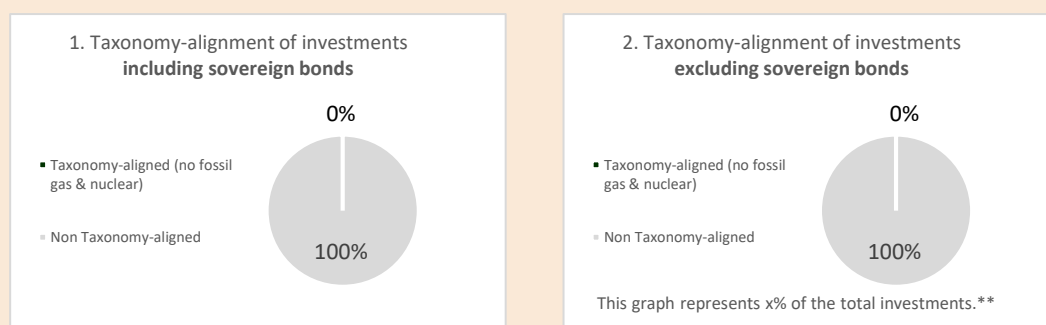 1. Taxonomy-alignment of investments
including sovereign bonds
0%
Taxonomy-aligned (no fossil
gas & nuclear)
Non Taxonomy-aligned
100%
2. Taxonomy-alignment of investments
excluding sovereign bonds
0%
Taxonomy-aligned (no fossil
gas & nuclear)
Non Taxonomy-aligned
100%
This graph represents x% of the total investments.**